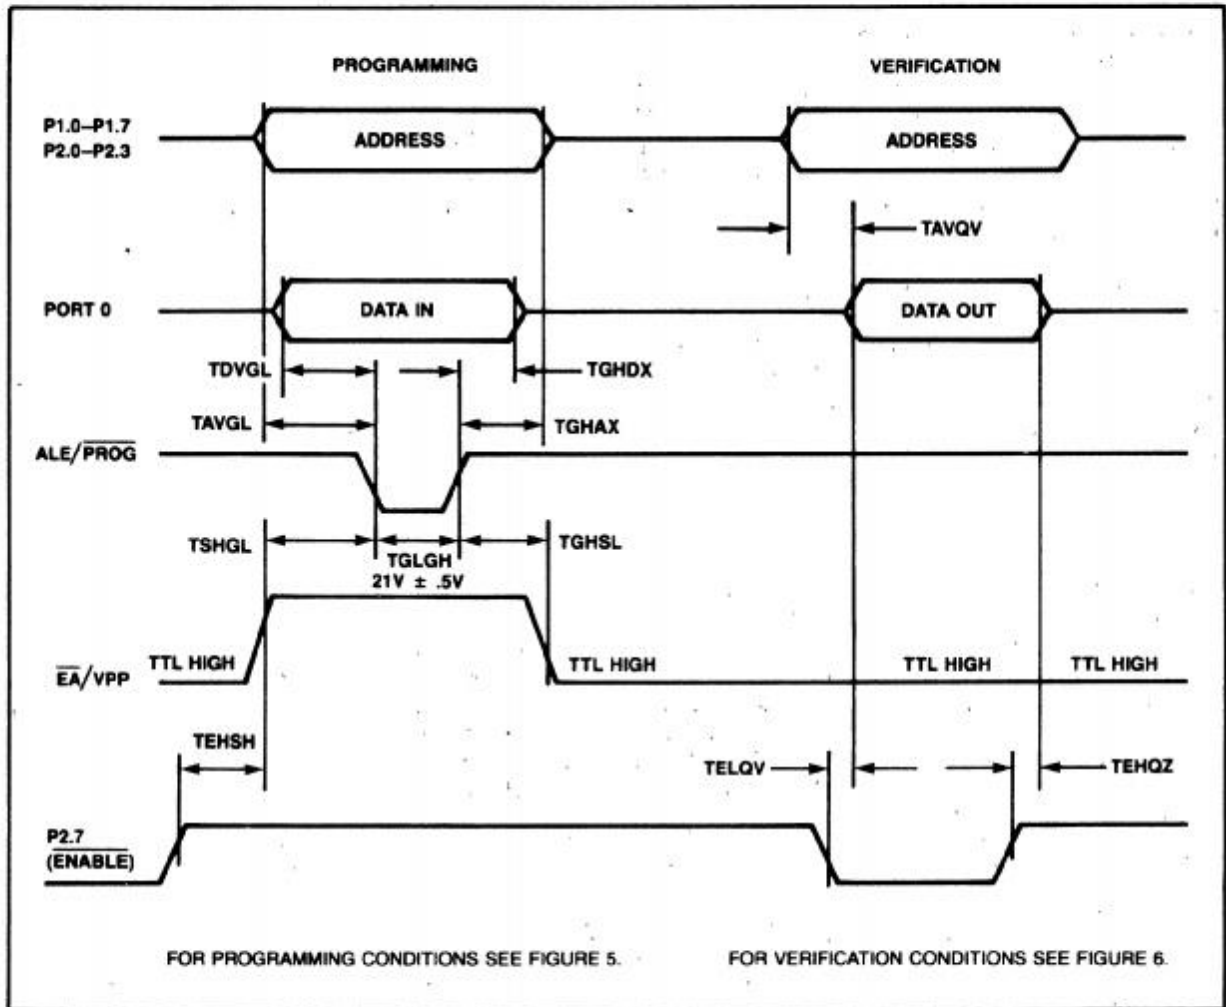 PROGRAMMING VERIFICATION
P1.0–P1.7
P2.0–P2.3
ADDRESS ADDRESS
TAVQV
PORT 0 DATA IN DATA OUT
TDVGL TGHDX
TAVGL TGHAX
ALE/PROG
TSHGL TGLGH TGHSL
21V ± .5V
EA/VPP TTL HIGH TTL HIGH TTL HIGH TTL HIGH
TEHSH
TELQV TEHQZ
P2.7
(ENABLE)
FOR PROGRAMMING CONDITIONS SEE FIGURE 5. FOR VERIFICATION CONDITIONS SEE FIGURE 6.